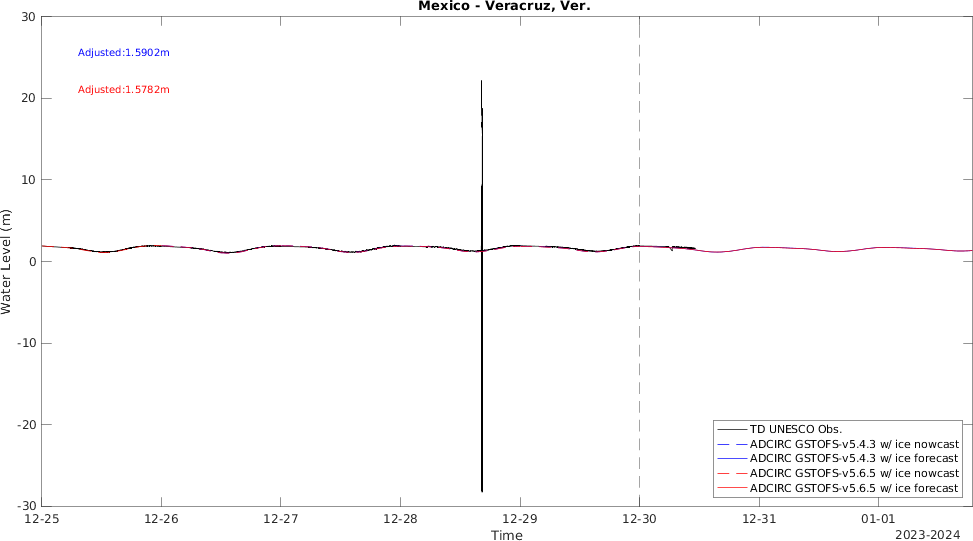 Mexico - Veracruz, Ver.
30
Adjusted:1.5902m
Adjusted:1.5782m
20
10
0
-10
-20
-30
Water Level (m)
TD UNESCO Obs.
ADCIRC GSTOFS-v5.4.3 w/ ice nowcast
ADCIRC GSTOFS-v5.4.3 w/ ice forecast
ADCIRC GSTOFS-v5.6.5 w/ ice nowcast
ADCIRC GSTOFS-v5.6.5 w/ ice forecast
12-25 12-26 12-27 12-28 12-29 12-30 12-31 01-01
Time
2023-2024